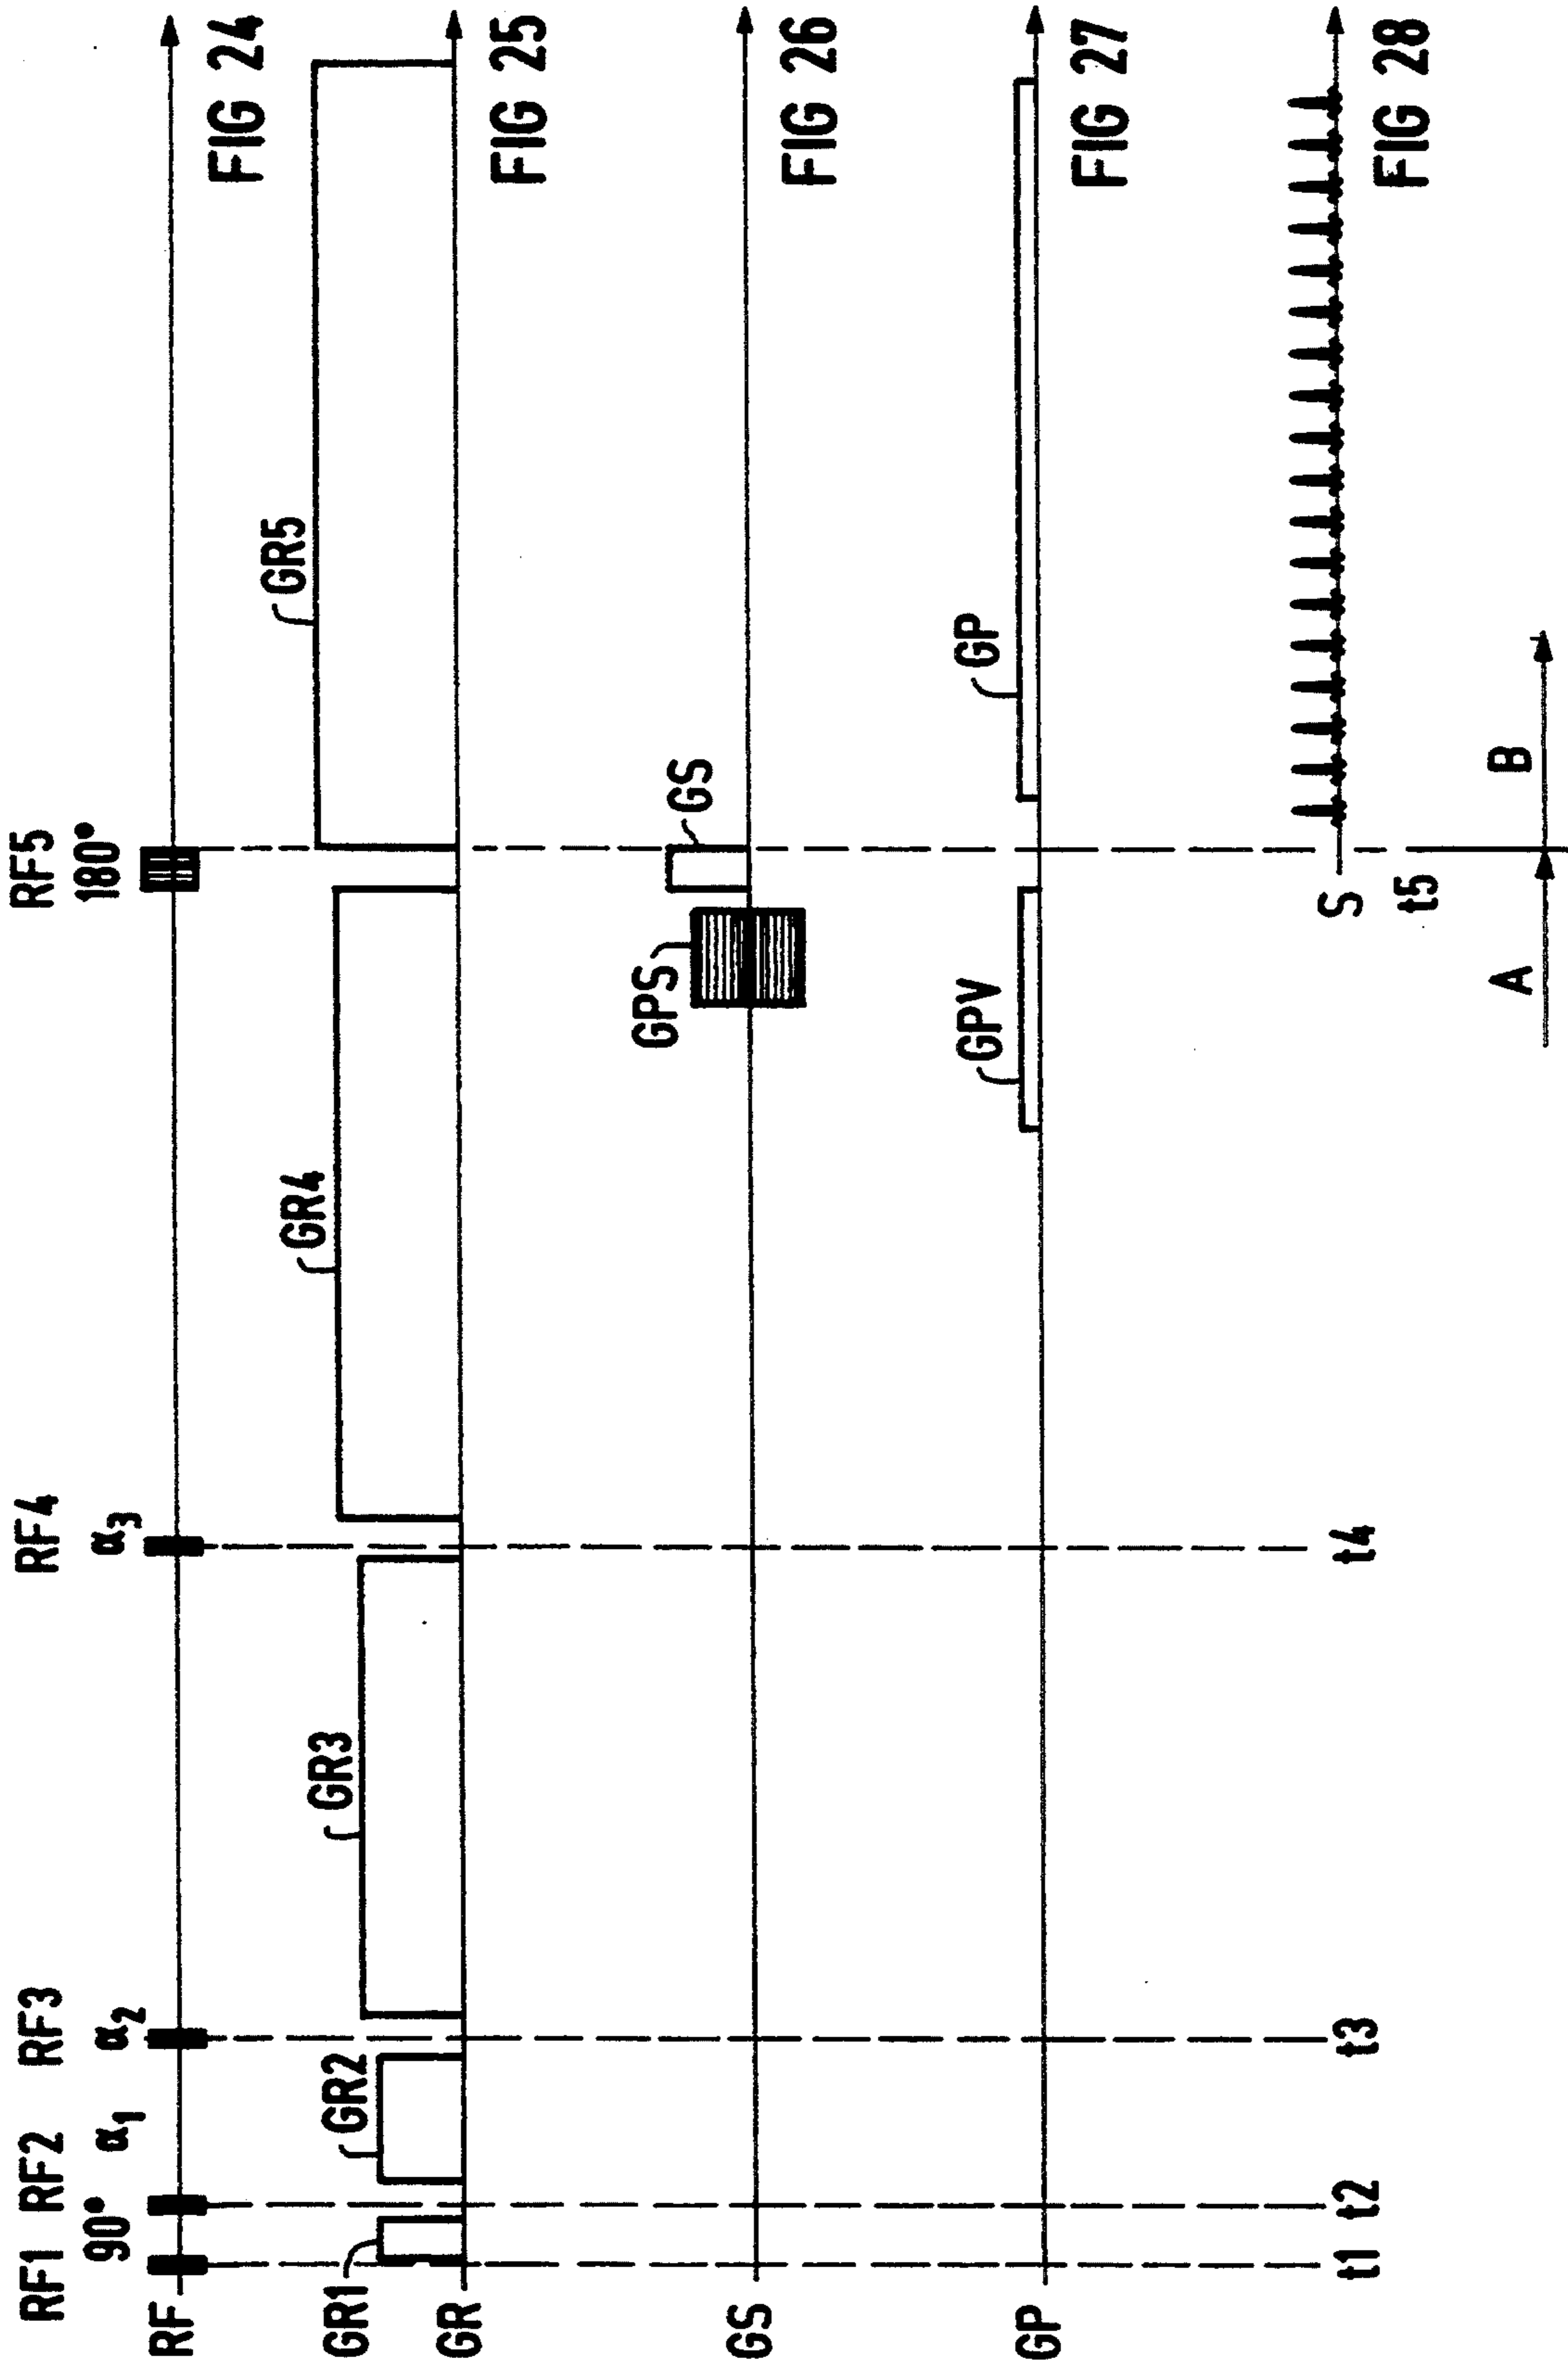 RF1 RF2 RF3 RF4 RF5
90° α₁ α₂ α₃ 180°
RF
FIG 24
GR1 GR2 GR3 GR4 GR5
GR
FIG 25
GPS GS
GS
FIG 26
GPV GP
GP
FIG 27
S
FIG 28
t1 t2 t3 t4 t5
A B